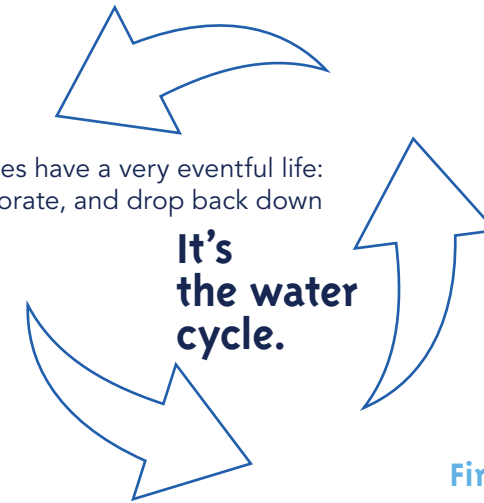 es have a very eventful life:
orate, and drop back down
It's
the water
cycle.
Fir